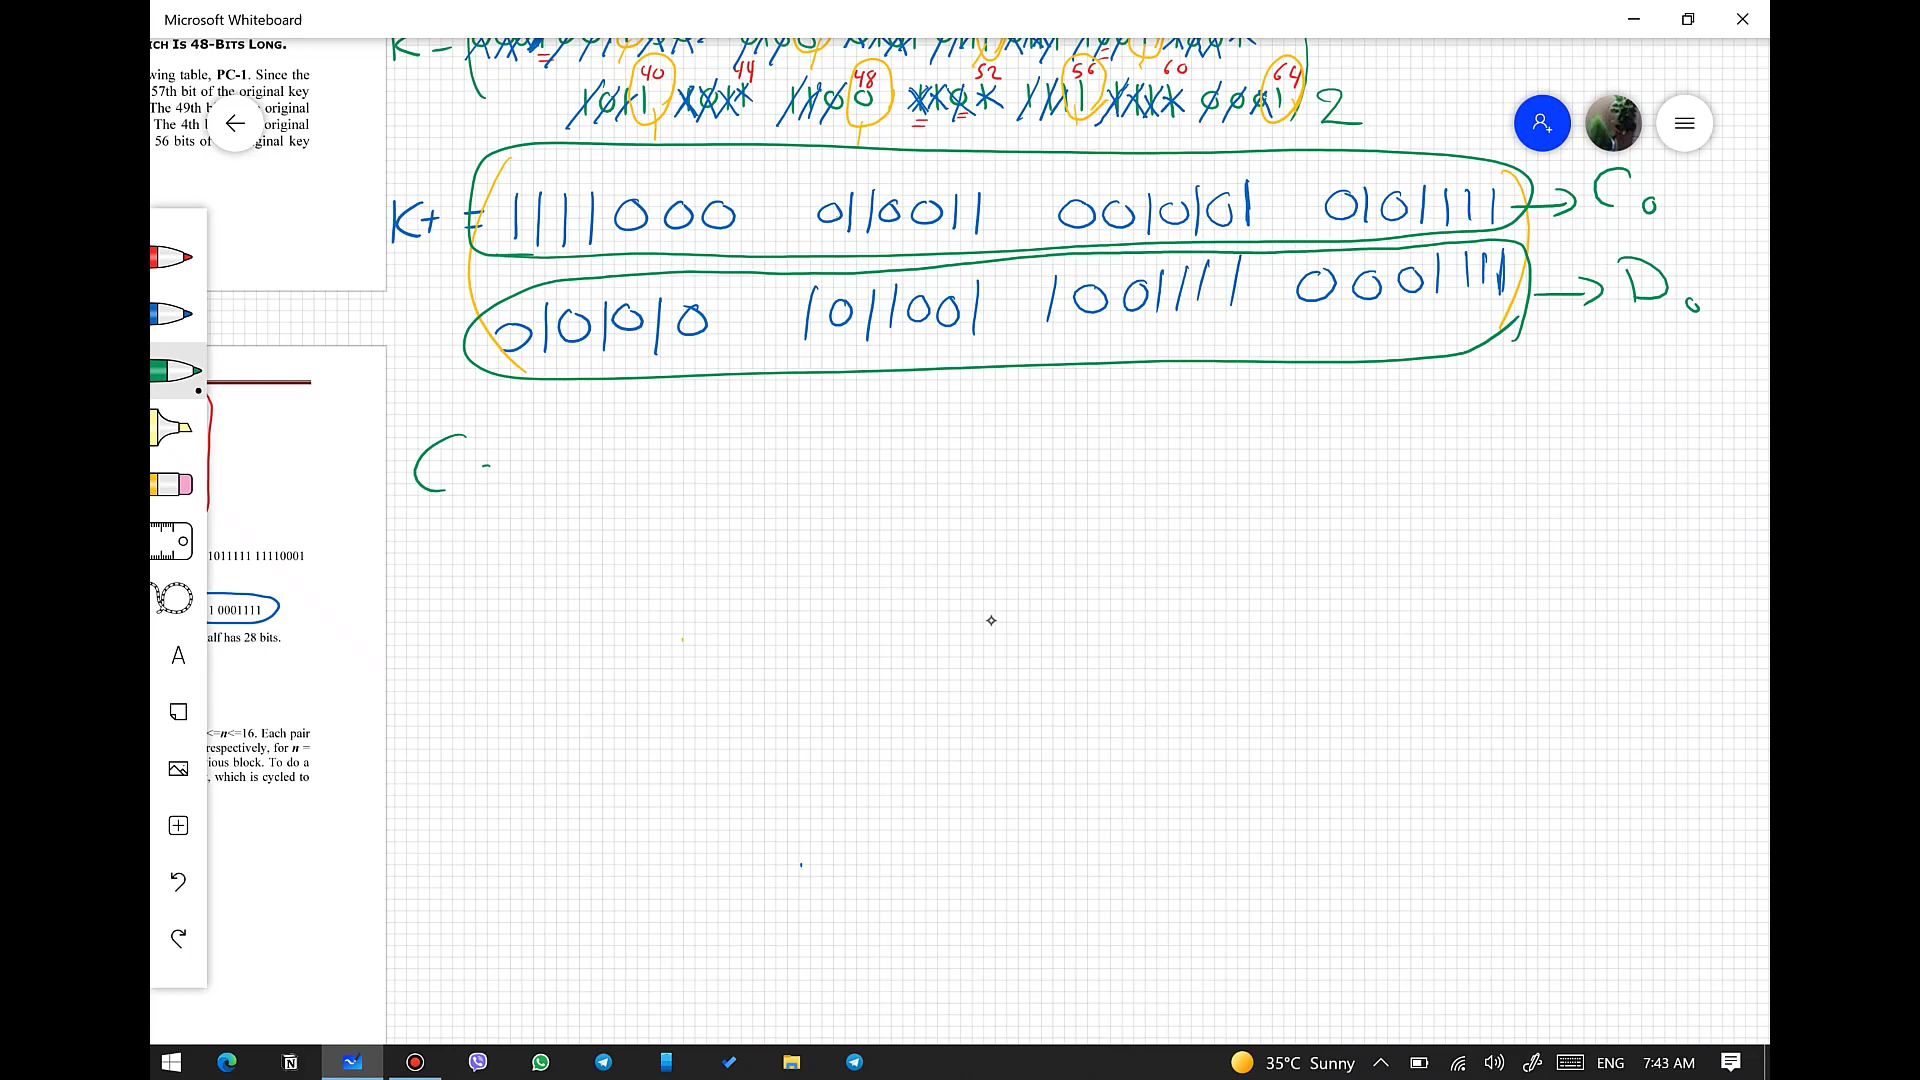 Microsoft Whiteboard
ICH IS 48-BITS LONG.
wing table, PC-1. Since the
57th bit of the original key
The 49th b original
The 4th original
56 bits of ginal key
K =
40 44 48 52 56 60 64
2
K+ = 1111000 0110011 0010101 0101111 → C0
0101010 1011001 1001111 0001111 → D0
C -
1011111 11110001
1 0001111
alf has 28 bits.
A
<=n<=16. Each pair
respectively, for n =
ious block. To do a
, which is cycled to
35°C Sunny ENG 7:43 AM